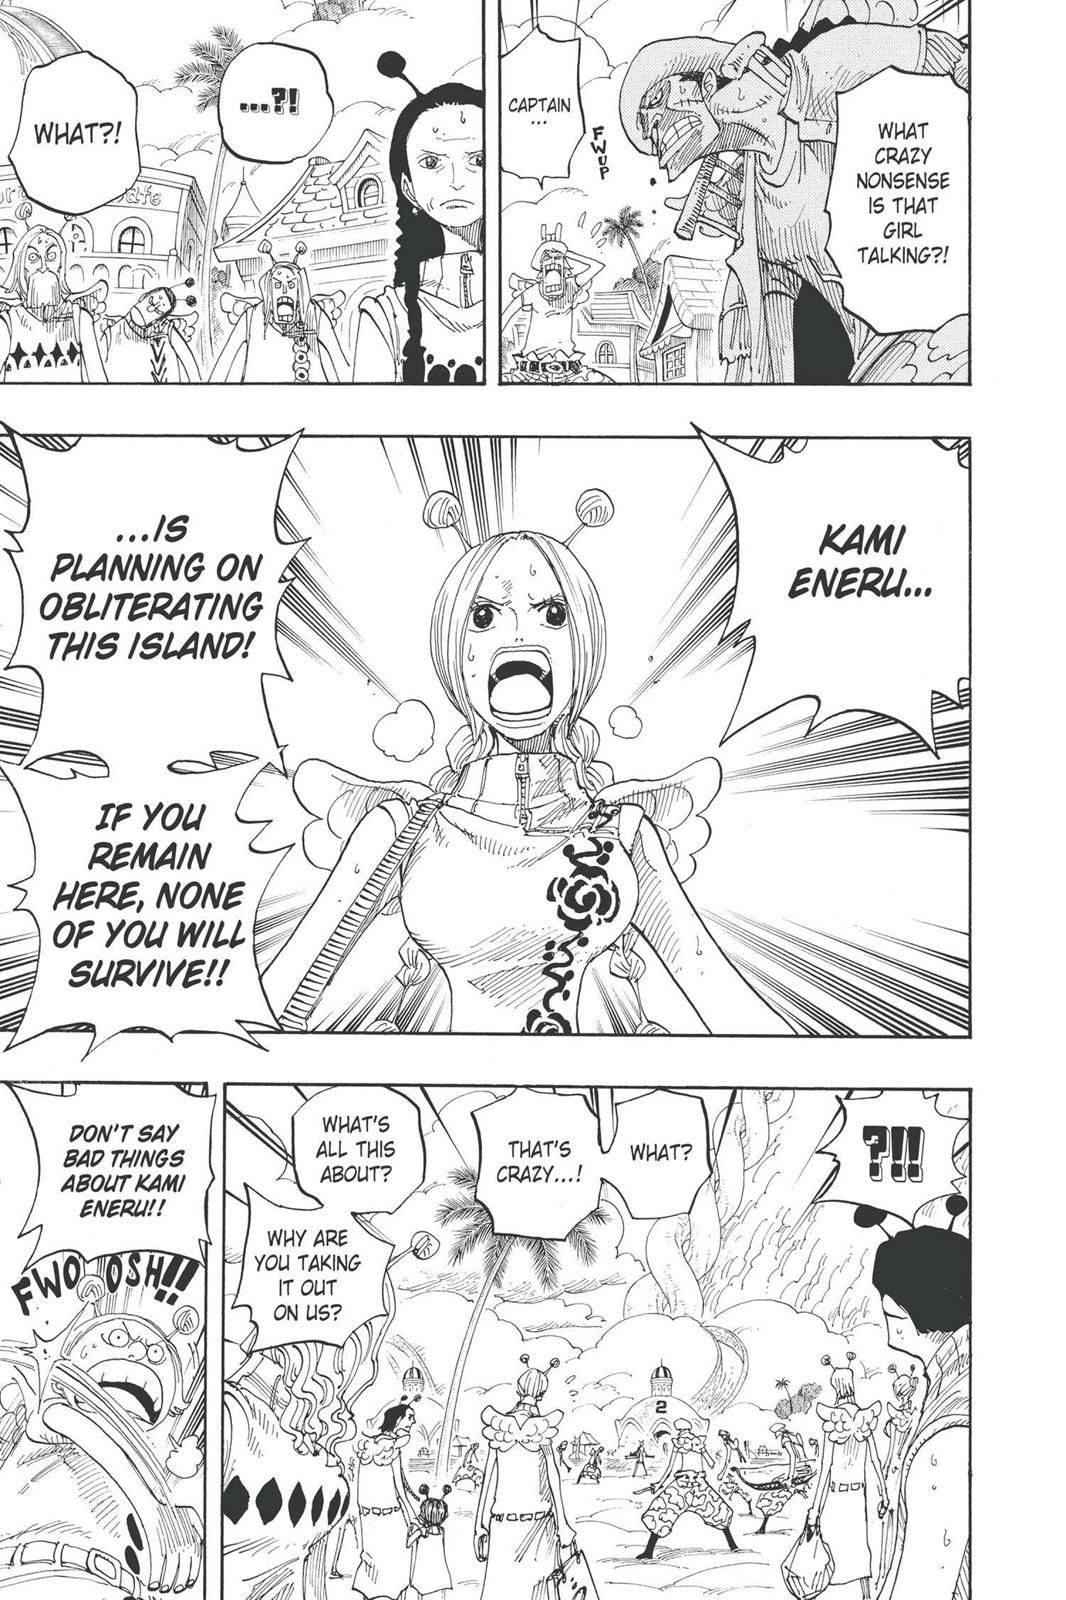 WHAT
CRAZY
NONSENSE
IS THAT
GIRL
TALKING?!
CAPTAIN
...
FWUP
....?!
WHAT?!
KAMI
ENERU...
...IS
PLANNING ON
OBLITERATING
THIS ISLAND!
IF YOU
REMAIN
HERE, NONE
OF YOU WILL
SURVIVE!!
?!!
WHAT?
THAT'S
CRAZY...!
WHAT'S
ALL THIS
ABOUT?
WHY ARE
YOU TAKING
IT OUT
ON US?
2
DON'T SAY
BAD THINGS
ABOUT KAMI
ENERU!!
FWOOOSH!!